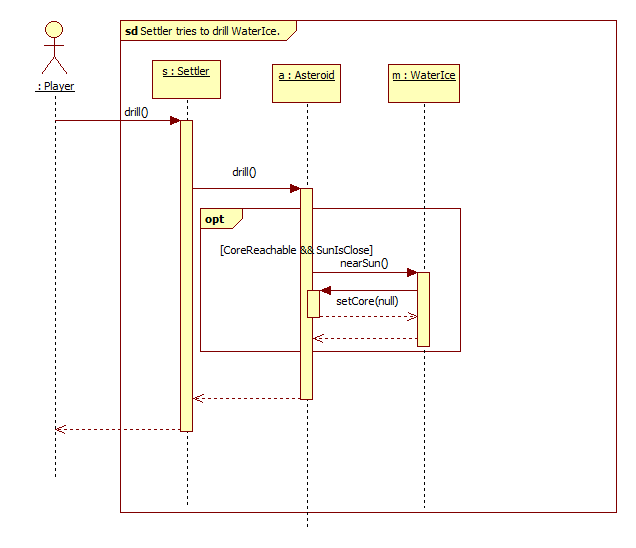 sd Settler tries to drill WaterIce.
: Player
s : Settler
a : Asteroid
m : WaterIce
drill()
drill()
opt
[CoreReachable && SunIsClose]
nearSun()
setCore(null)